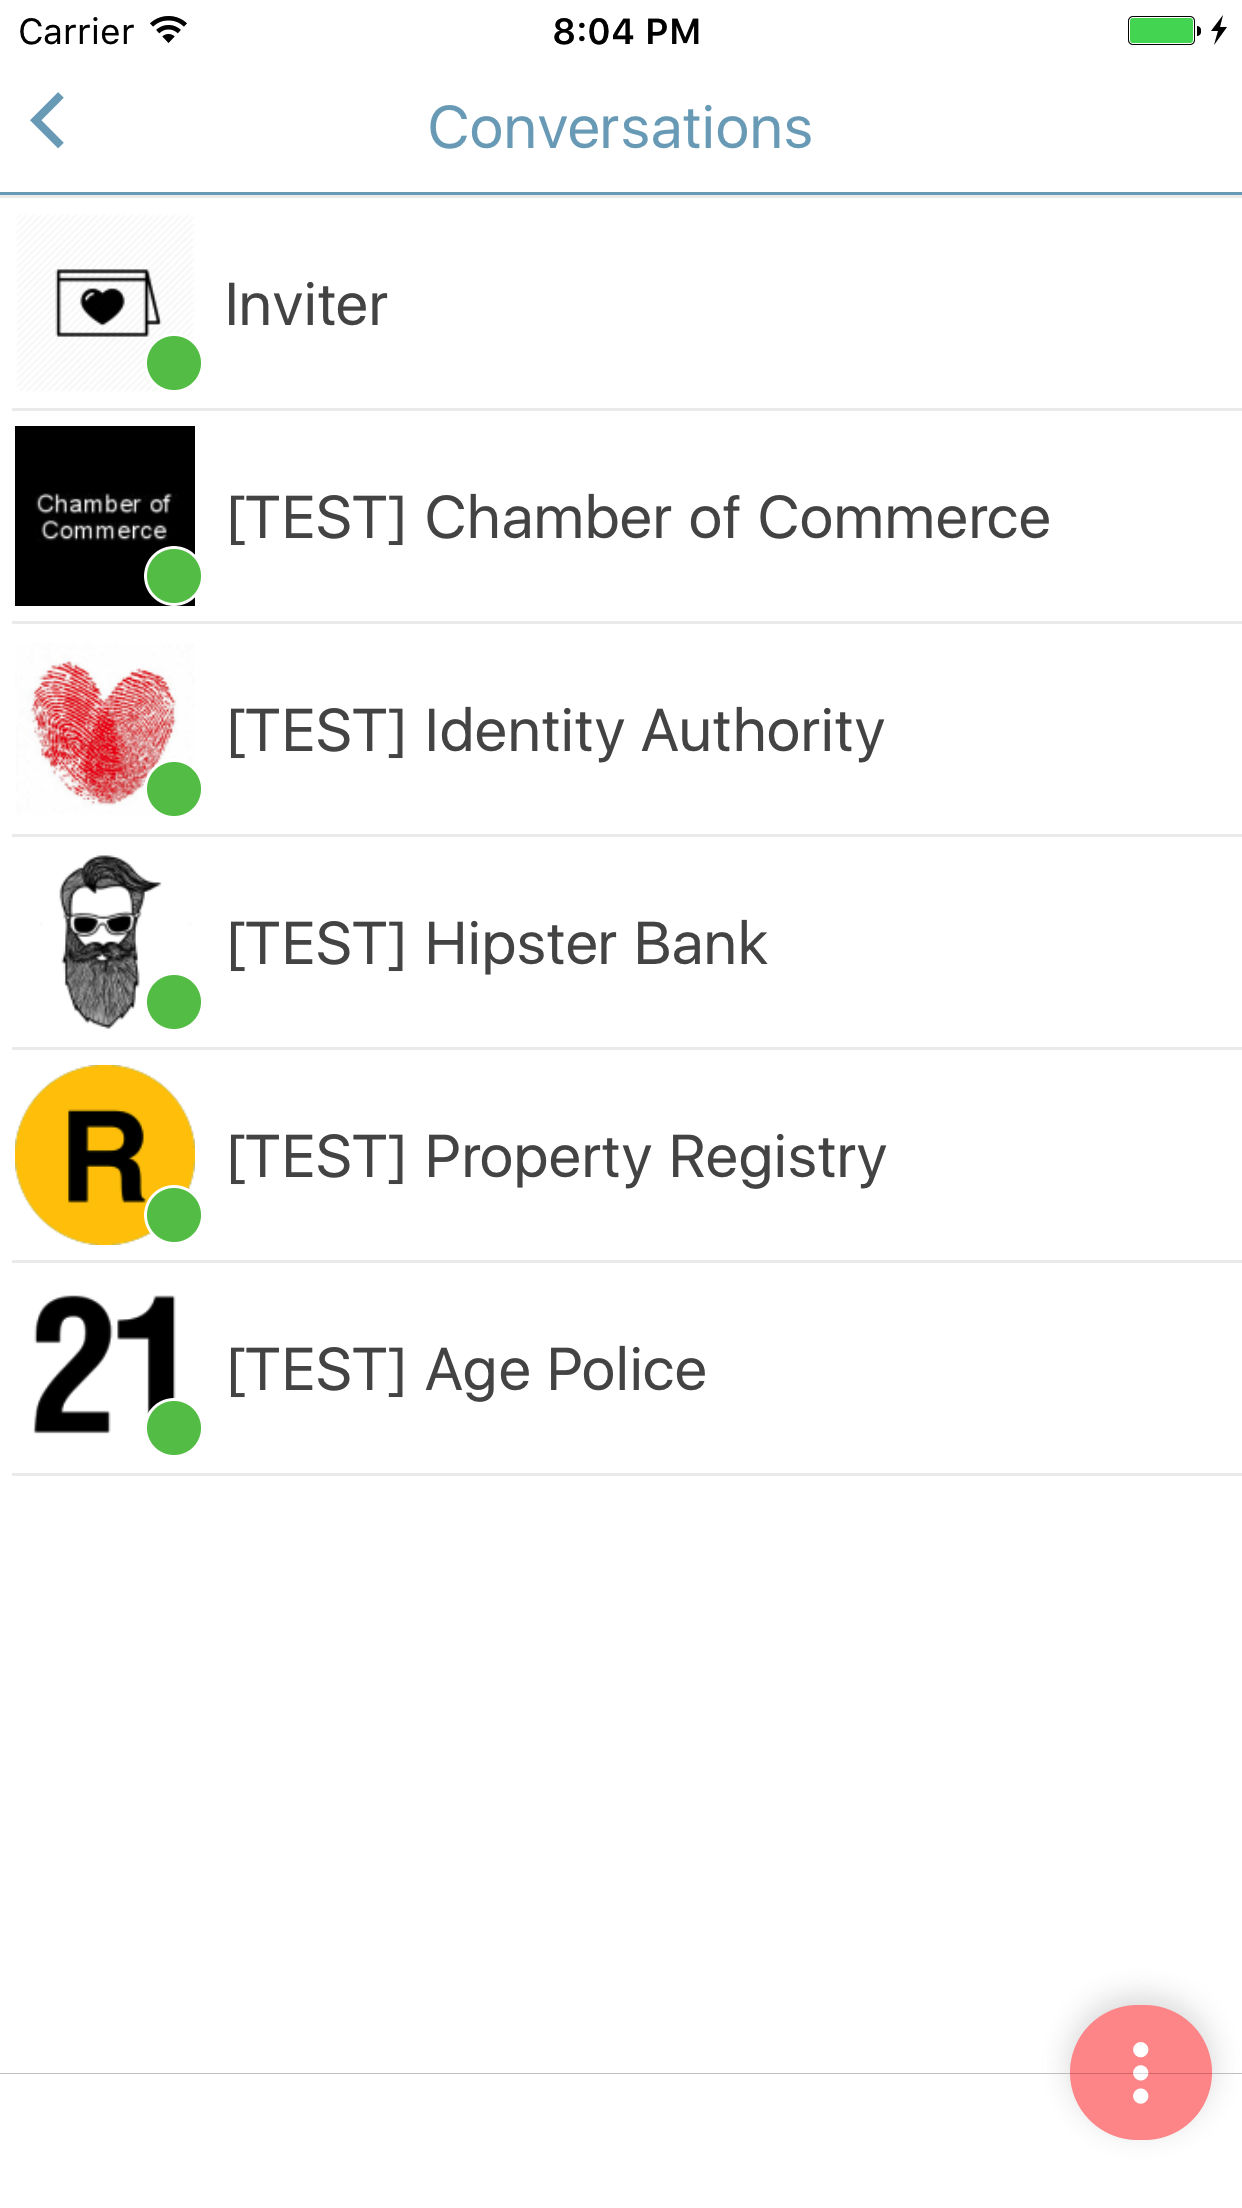 Carrier 8:04 PM
Conversations
Inviter
Chamber of
Commerce
[TEST] Chamber of Commerce
[TEST] Identity Authority
[TEST] Hipster Bank
R
[TEST] Property Registry
21
[TEST] Age Police